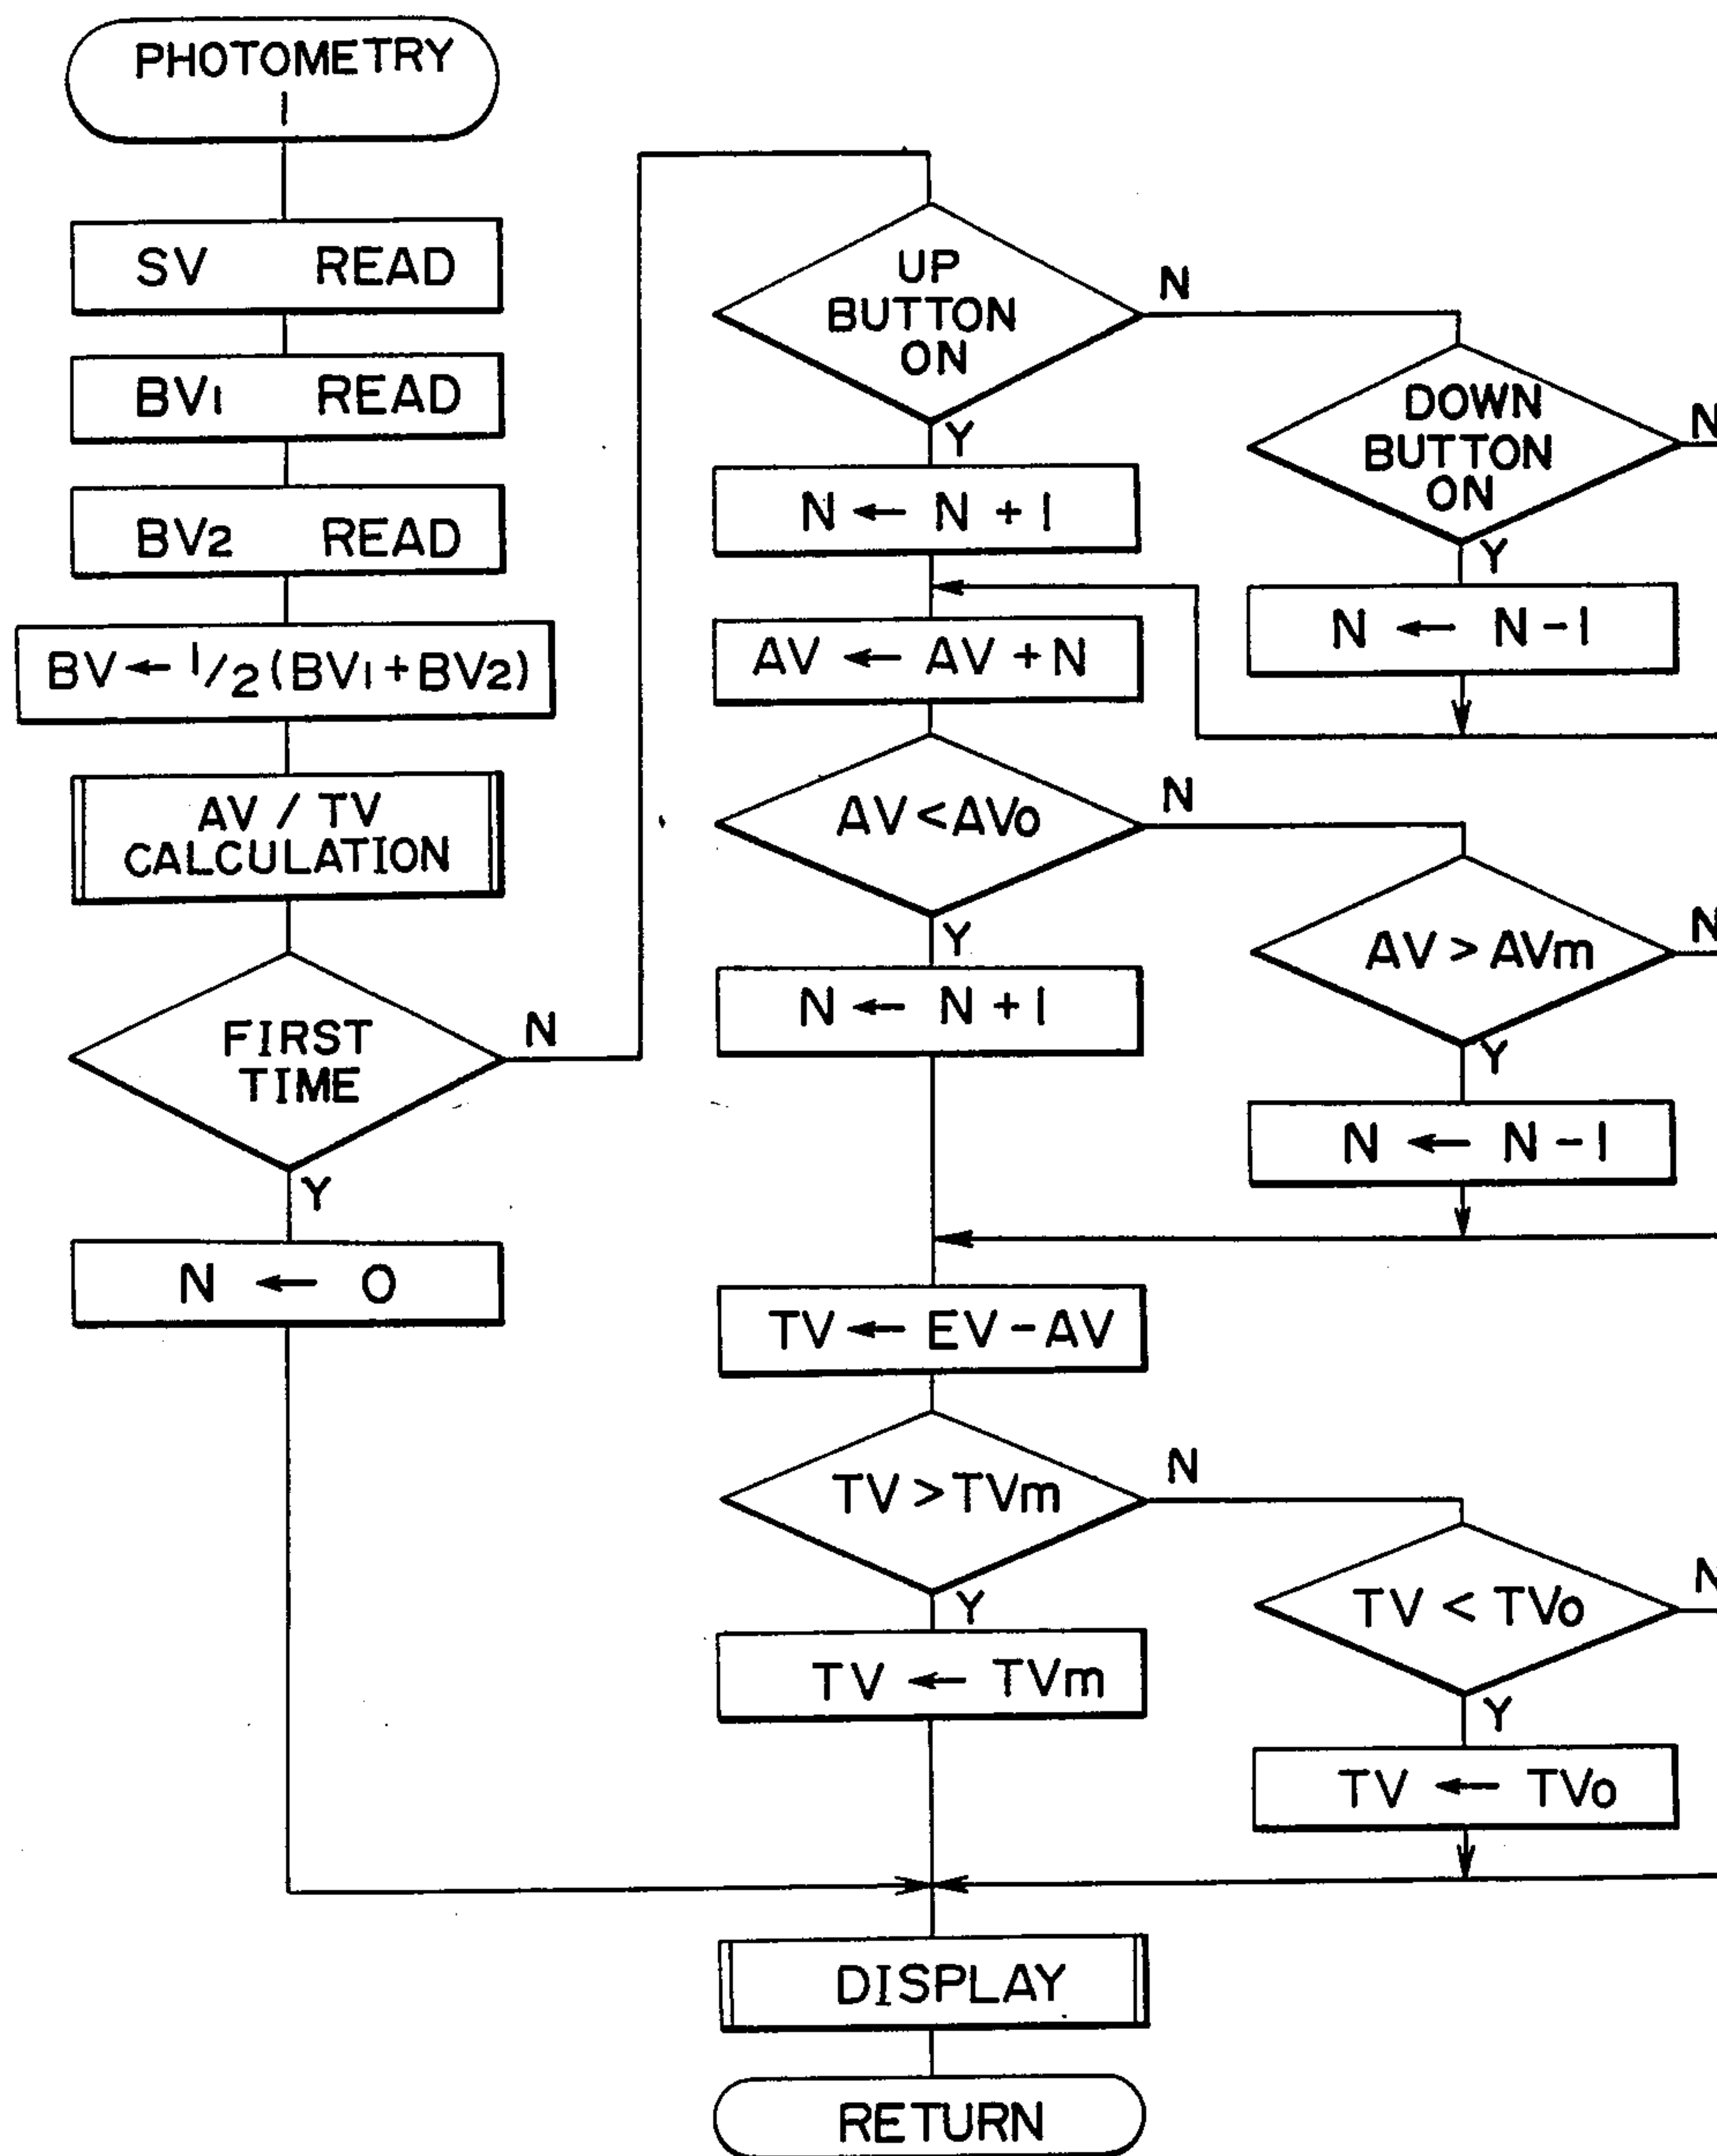 PHOTOMETRY
1
SV READ
BV1 READ
BV2 READ
BV ← 1/2 (BV1 + BV2)
AV / TV
CALCULATION
FIRST
TIME
N
Y
N ← 0
UP
BUTTON
ON
N
Y
N ← N + 1
DOWN
BUTTON
ON
N
Y
N ← N - 1
AV ← AV + N
AV < AVo
N
Y
N ← N + 1
AV > AVm
N
Y
N ← N - 1
TV ← EV - AV
TV > TVm
N
Y
TV ← TVm
TV < TVo
N
Y
TV ← TVo
DISPLAY
RETURN